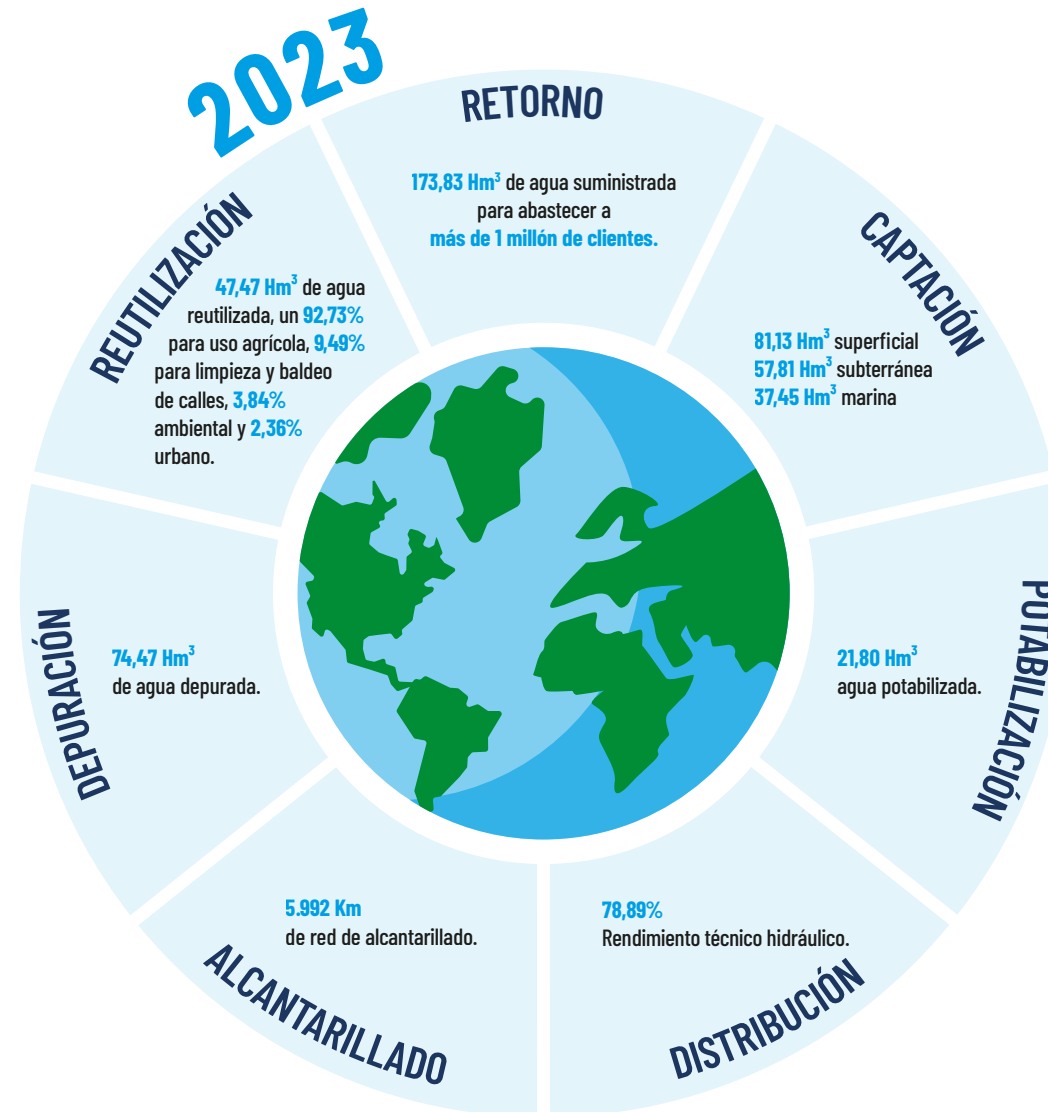 2023
RETORNO
173,83 Hm³ de agua suministrada
para abastecer a
más de 1 millón de clientes.
CAPTACIÓN
81,13 Hm³ superficial
57,81 Hm³ subterránea
37,45 Hm³ marina
POTABILIZACIÓN
21,80 Hm³
agua potabilizada.
DISTRIBUCIÓN
78,89%
Rendimiento técnico hidráulico.
ALCANTARILLADO
5.992 Km
de red de alcantarillado.
DEPURACIÓN
74,47 Hm³
de agua depurada.
REUTILIZACIÓN
47,47 Hm³ de agua
reutilizada, un 92,73%
para uso agrícola, 9,49%
para limpieza y baldeo
de calles, 3,84%
ambiental y 2,36%
urbano.